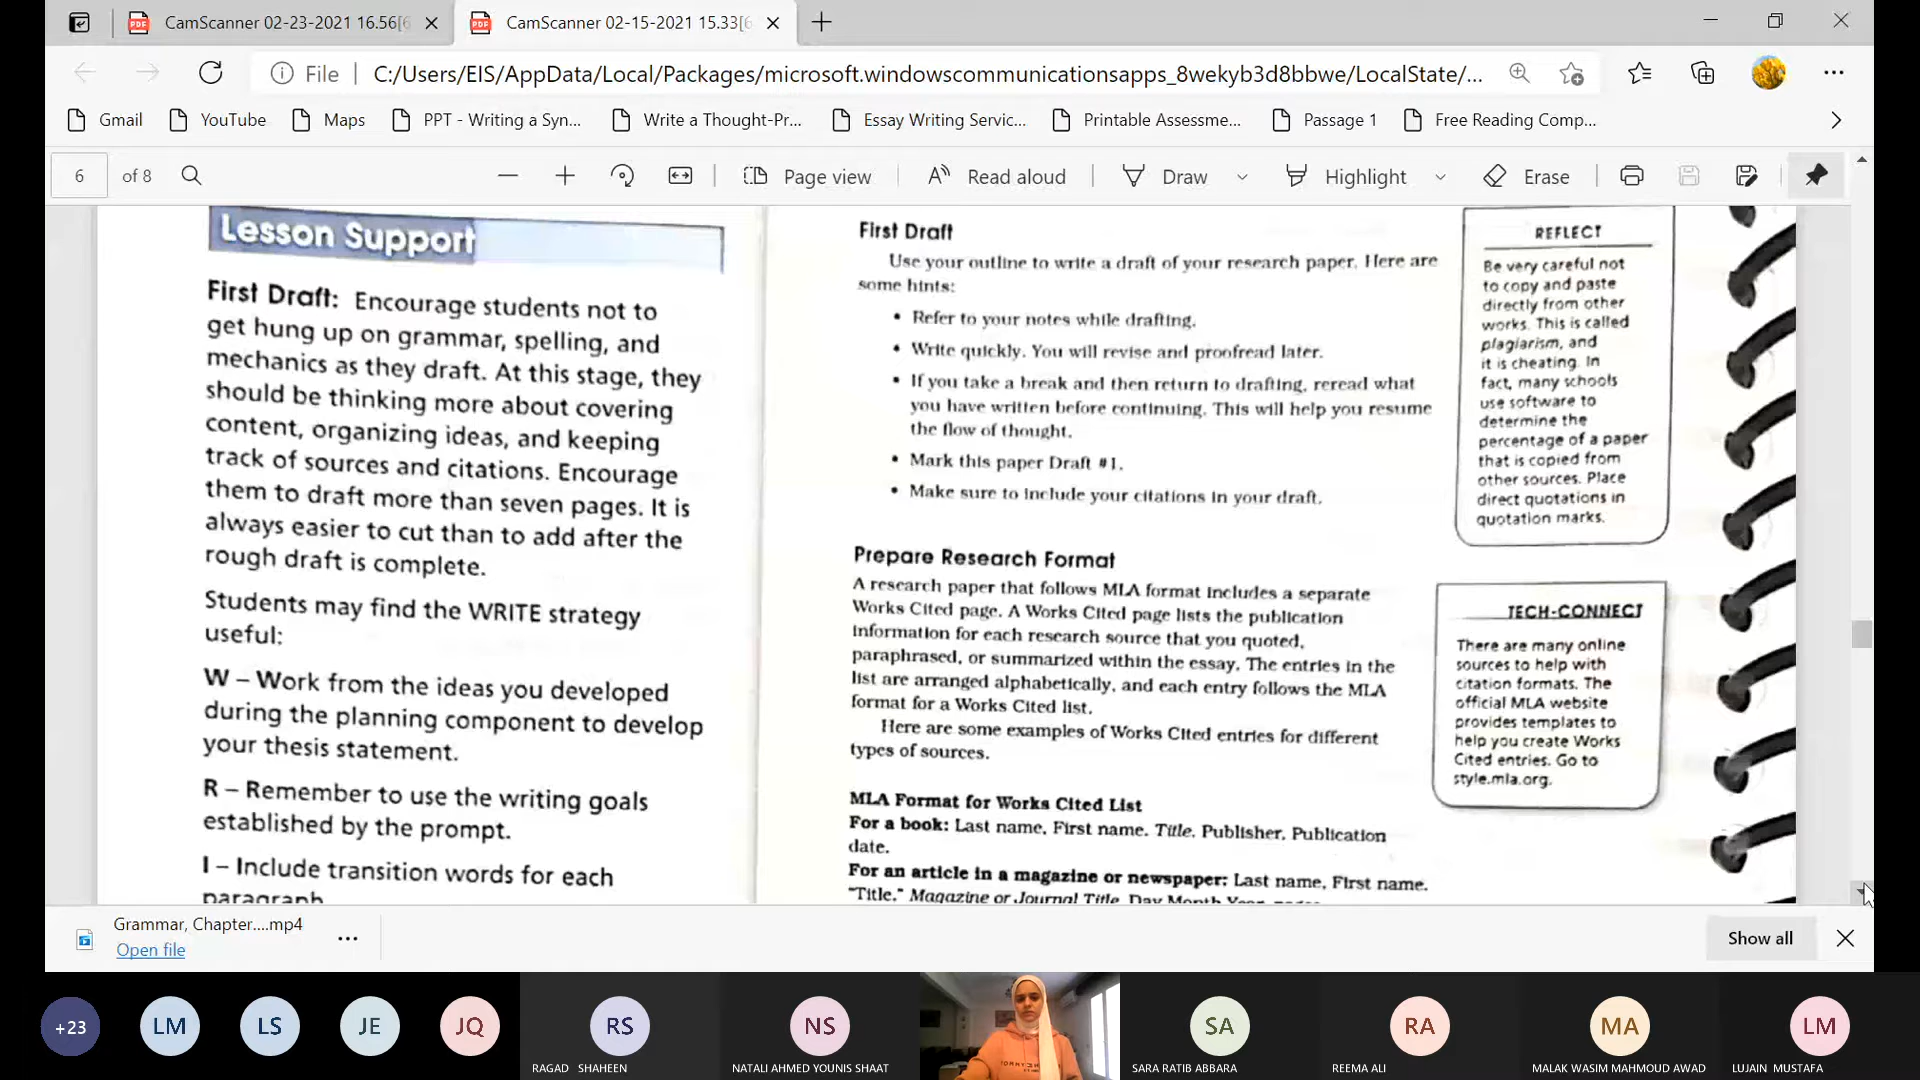 CamScanner 02-23-2021 16.56[6
CamScanner 02-15-2021 15.33[6
File
C:/Users/EIS/AppData/Local/Packages/microsoft.windowscommunicationsapps_8wekyb3d8bbwe/LocalState/...
Gmail
YouTube
Maps
PPT - Writing a Syn...
Write a Thought-Pr...
Essay Writing Servic...
Printable Assessme...
Passage 1
Free Reading Comp...
6 of 8
Page view
Read aloud
Draw
Highlight
Erase
Lesson Support
First Draft: Encourage students not to
get hung up on grammar, spelling, and
mechanics as they draft. At this stage, they
should be thinking more about covering
content, organizing ideas, and keeping
track of sources and citations. Encourage
them to draft more than seven pages. It is
always easier to cut than to add after the
rough draft is complete.
Students may find the WRITE strategy
useful:
W – Work from the ideas you developed
during the planning component to develop
your thesis statement.
R – Remember to use the writing goals
established by the prompt.
I – Include transition words for each
paragraph
First Draft
Use your outline to write a draft of your research paper. Here are
some hints:
• Refer to your notes while drafting.
• Write quickly. You will revise and proofread later.
• If you take a break and then return to drafting, reread what
you have written before continuing. This will help you resume
the flow of thought.
• Mark this paper Draft #1.
• Make sure to include your citations in your draft.
Prepare Research Format
A research paper that follows MLA format includes a separate
Works Cited page. A Works Cited page lists the publication
information for each research source that you quoted,
paraphrased, or summarized within the essay. The entries in the
list are arranged alphabetically, and each entry follows the MLA
format for a Works Cited list.
Here are some examples of Works Cited entries for different
types of sources.
MLA Format for Works Cited List
For a book: Last name, First name. Title. Publisher, Publication
date.
For an article in a magazine or newspaper: Last name, First name.
"Title." Magazine or Journal Title, Day Month Year, pages
REFLECT
Be very careful not
to copy and paste
directly from other
works. This is called
plagiarism, and
it is cheating. In
fact, many schools
use software to
determine the
percentage of a paper
that is copied from
other sources. Place
direct quotations in
quotation marks.
TECH-CONNECT
There are many online
sources to help with
citation formats. The
official MLA website
provides templates to
help you create Works
Cited entries. Go to
style.mla.org.
Grammar, Chapter....mp4
Open file
Show all
+23
LM
LS
JE
JQ
RS
RAGAD SHAHEEN
NS
NATALI AHMED YOUNIS SHAAT
SA
SARA RATIB ABBARA
RA
REEMA ALI
MA
MALAK WASIM MAHMOUD AWAD
LM
LUJAIN MUSTAFA